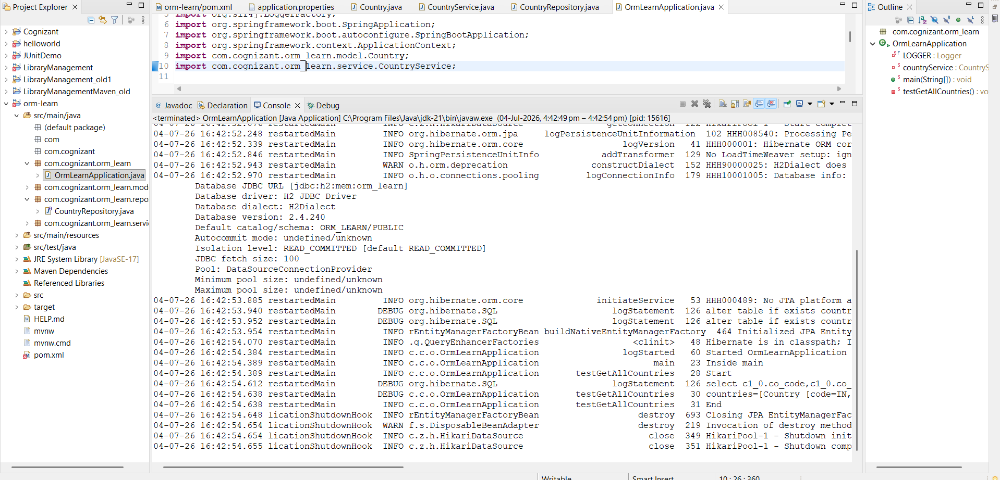 Project Explorer
Cognizant
helloworld
JUnitDemo
LibraryManagement
LibraryManagement_old1
LibraryManagementMaven_old
orm-learn
src/main/java
(default package)
com
com.cognizant
com.cognizant.orm_learn
OrmLearnApplication.java
com.cognizant.orm_learn.mod
com.cognizant.orm_learn.repo
CountryRepository.java
com.cognizant.orm_learn.servi
src/main/resources
src/test/java
JRE System Library [JavaSE-17]
Maven Dependencies
Referenced Libraries
src
target
HELP.md
mvnw
mvnw.cmd
pom.xml
orm-learn/pom.xml application.properties Country.java CountryService.java CountryRepository.java OrmLearnApplication.java
5 import org.slf4j.LoggerFactory;
6 import org.springframework.boot.SpringApplication;
7 import org.springframework.boot.autoconfigure.SpringBootApplication;
8 import org.springframework.context.ApplicationContext;
9 import com.cognizant.orm_learn.model.Country;
10 import com.cognizant.orm_learn.service.CountryService;
11
@ Javadoc Declaration Console Debug
<terminated> OrmLearnApplication [Java Application] C:\Program Files\Java\jdk-21\bin\javaw.exe (04-Jul-2026, 4:42:49 pm – 4:42:54 pm) [pid: 15616]
04-07-26 16:42:52.076 restartedMain INFO c.z.h.HikariDataSource getConnection 122 HikariPool-1 - Start complet
04-07-26 16:42:52.248 restartedMain INFO org.hibernate.orm.jpa logPersistenceUnitInformation 102 HHH008540: Processing Pe
04-07-26 16:42:52.339 restartedMain INFO org.hibernate.orm.core logVersion 41 HHH000001: Hibernate ORM cor
04-07-26 16:42:52.846 restartedMain INFO SpringPersistenceUnitInfo addTransformer 129 No LoadTimeWeaver setup: ign
04-07-26 16:42:52.943 restartedMain WARN o.h.orm.deprecation constructDialect 152 HHH90000025: H2Dialect does
04-07-26 16:42:52.970 restartedMain INFO o.h.o.connections.pooling logConnectionInfo 179 HHH10001005: Database info:
Database JDBC URL [jdbc:h2:mem:orm_learn]
Database driver: H2 JDBC Driver
Database dialect: H2Dialect
Database version: 2.4.240
Default catalog/schema: ORM_LEARN/PUBLIC
Autocommit mode: undefined/unknown
Isolation level: READ_COMMITTED [default READ_COMMITTED]
JDBC fetch size: 100
Pool: DataSourceConnectionProvider
Minimum pool size: undefined/unknown
Maximum pool size: undefined/unknown
04-07-26 16:42:53.885 restartedMain INFO org.hibernate.orm.core initiateService 53 HHH000489: No JTA platform a
04-07-26 16:42:53.940 restartedMain DEBUG org.hibernate.SQL logStatement 126 alter table if exists countr
04-07-26 16:42:53.952 restartedMain DEBUG org.hibernate.SQL logStatement 126 alter table if exists countr
04-07-26 16:42:53.954 restartedMain INFO rEntityManagerFactoryBean buildNativeEntityManagerFactory 464 Initialized JPA Entity
04-07-26 16:42:54.070 restartedMain INFO .q.QueryEnhancerFactories <clinit> 48 Hibernate is in classpath; I
04-07-26 16:42:54.384 restartedMain INFO c.c.o.OrmLearnApplication logStarted 60 Started OrmLearnApplication
04-07-26 16:42:54.389 restartedMain INFO c.c.o.OrmLearnApplication main 23 Inside main
04-07-26 16:42:54.389 restartedMain INFO c.c.o.OrmLearnApplication testGetAllCountries 28 Start
04-07-26 16:42:54.612 restartedMain DEBUG org.hibernate.SQL logStatement 126 select c1_0.co_code,c1_0.co_
04-07-26 16:42:54.638 restartedMain DEBUG c.c.o.OrmLearnApplication testGetAllCountries 30 countries=[Country [code=IN,
04-07-26 16:42:54.638 restartedMain INFO c.c.o.OrmLearnApplication testGetAllCountries 31 End
04-07-26 16:42:54.648 licationShutdownHook INFO rEntityManagerFactoryBean destroy 693 Closing JPA EntityManagerFac
04-07-26 16:42:54.654 licationShutdownHook WARN f.s.DisposableBeanAdapter destroy 219 Invocation of destroy method
04-07-26 16:42:54.654 licationShutdownHook INFO c.z.h.HikariDataSource close 349 HikariPool-1 - Shutdown init
04-07-26 16:42:54.655 licationShutdownHook INFO c.z.h.HikariDataSource close 351 HikariPool-1 - Shutdown comp
Outline
com.cognizant.orm_learn
OrmLearnApplication
LOGGER : Logger
countryService : CountryS
main(String[]) : void
testGetAllCountries() : vo
Writable Smart Insert 10 : 26 : 360